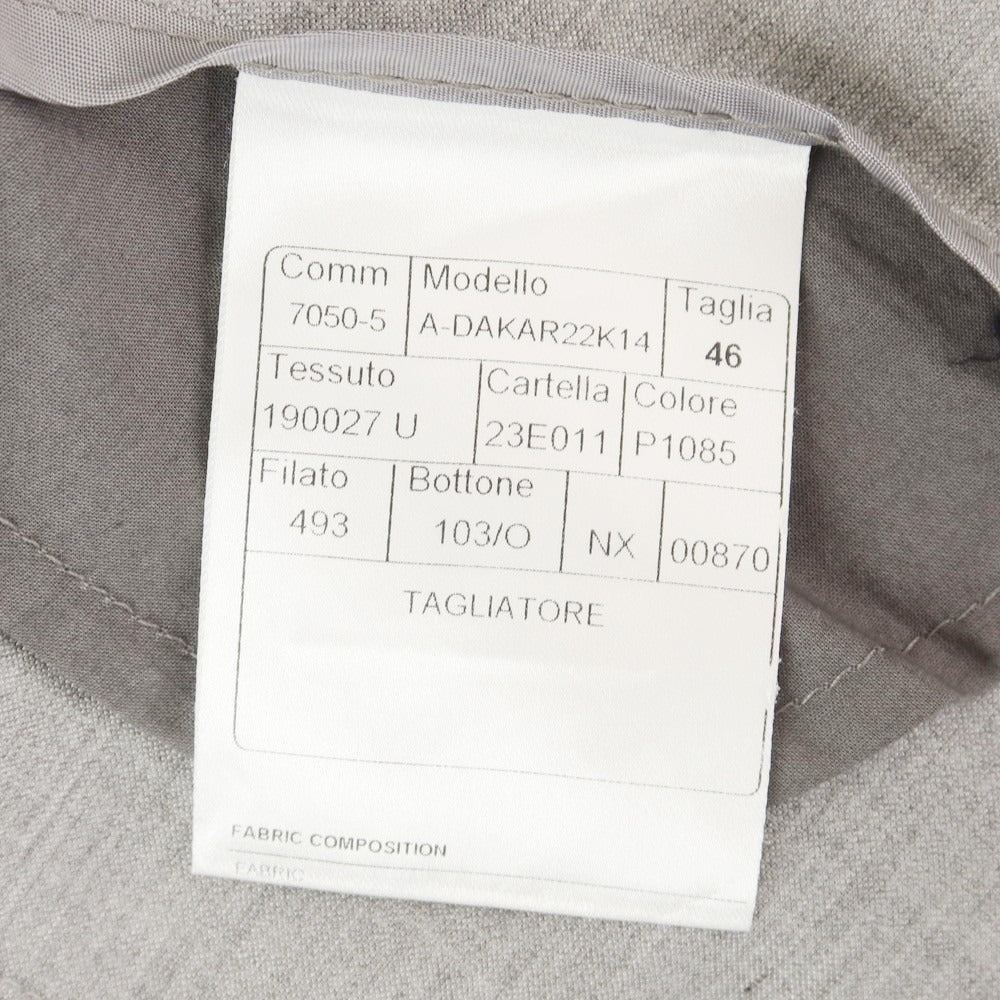 Comm Modello Taglia
7050-5 A-DAKAR22K14 46
Tessuto Cartella Colore
190027 U 23E011 P1085
Filato Bottone
493 103/O NX 00870
TAGLIATORE
FABRIC COMPOSITION
FABRIC